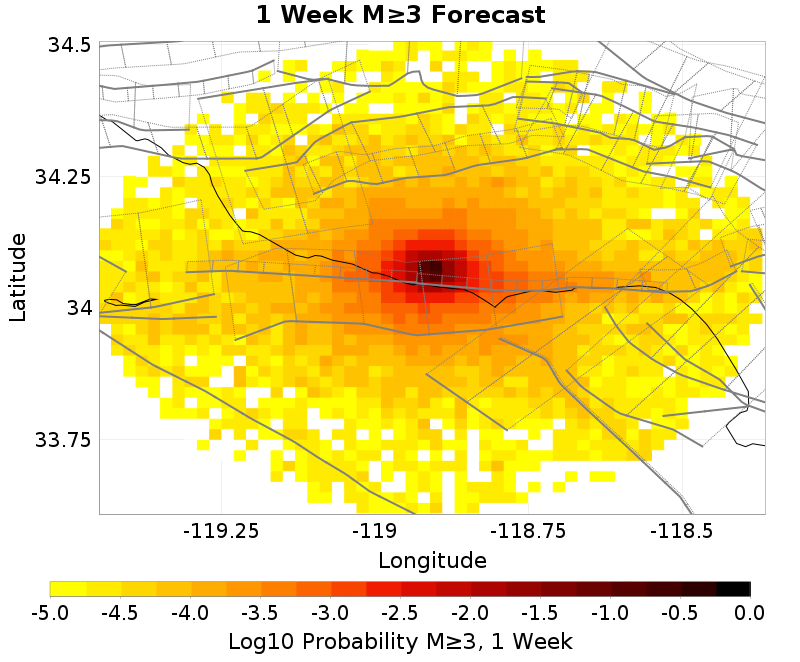 1 Week M≥3 Forecast
34.5
34.25
34
33.75
Latitude
-119.25 -119 -118.75 -118.5
Longitude
-5.0 -4.5 -4.0 -3.5 -3.0 -2.5 -2.0 -1.5 -1.0 -0.5 0.0
Log10 Probability M≥3, 1 Week